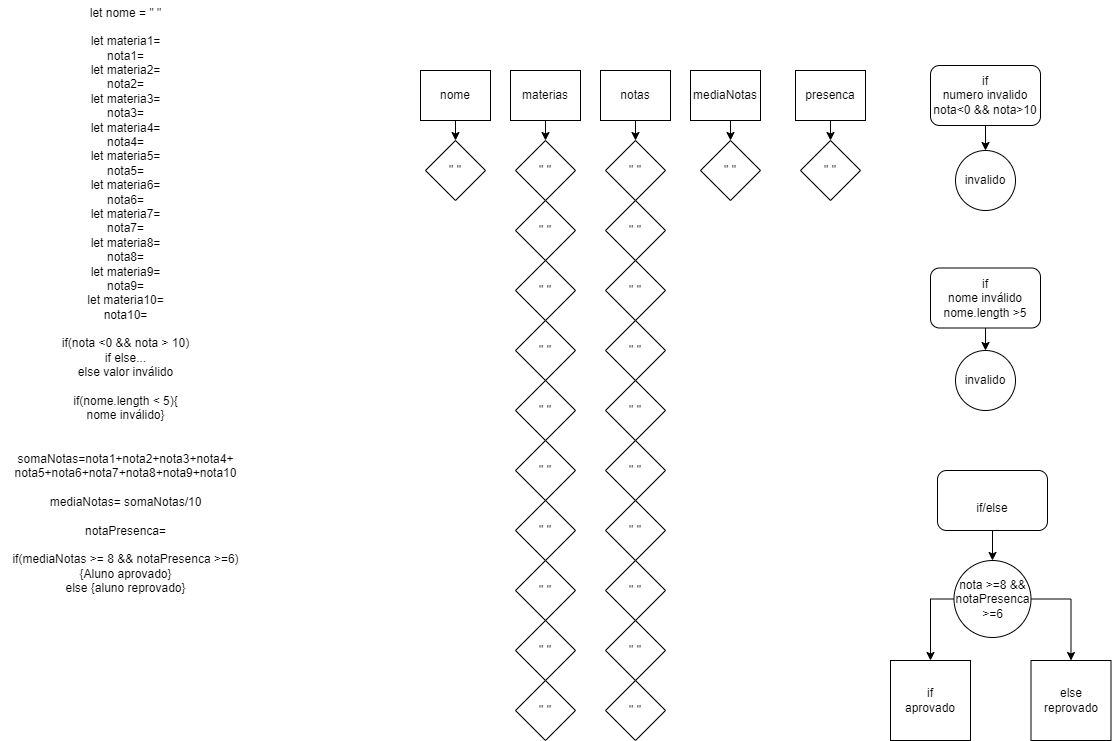 let nome = " "
let materia1=
nota1=
let materia2=
nota2=
let materia3=
nota3=
let materia4=
nota4=
let materia5=
nota5=
let materia6=
nota6=
let materia7=
nota7=
let materia8=
nota8=
let materia9=
nota9=
let materia10=
nota10=
if(nota <0 && nota > 10)
if else...
else valor inválido
if(nome.length < 5){
nome inválido}
somaNotas=nota1+nota2+nota3+nota4+
nota5+nota6+nota7+nota8+nota9+nota10
mediaNotas= somaNotas/10
notaPresenca=
if(mediaNotas >= 8 && notaPresenca >=6)
{Aluno aprovado}
else {aluno reprovado}
nome
" "
materias
" "
" "
" "
" "
" "
" "
" "
" "
" "
" "
notas
" "
" "
" "
" "
" "
" "
" "
" "
" "
" "
mediaNotas
" "
presenca
" "
if
numero invalido
nota<0 && nota>10
invalido
if
nome inválido
nome.length >5
invalido
if/else
nota >=8 &&
notaPresenca
>=6
if
aprovado
else
reprovado